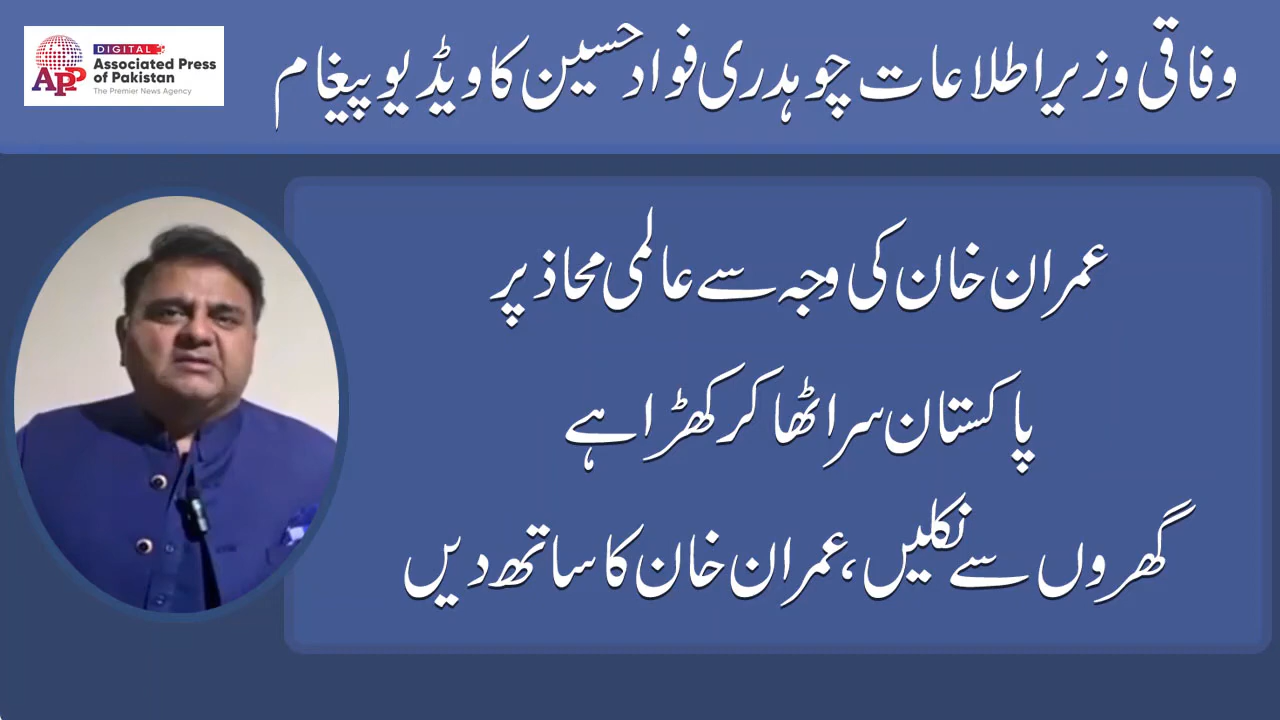 DIGITAL
APP
Associated Press
of Pakistan
The Premier News Agency
وفاقی وزیر اطلاعات چوہدری فواد حسین کا ویڈیو پیغام
عمران خان کی وجہ سے عالمی محاذ پر
پاکستان سر اٹھا کر کھڑا ہے
گھروں سے نکلیں، عمران خان کا ساتھ دیں